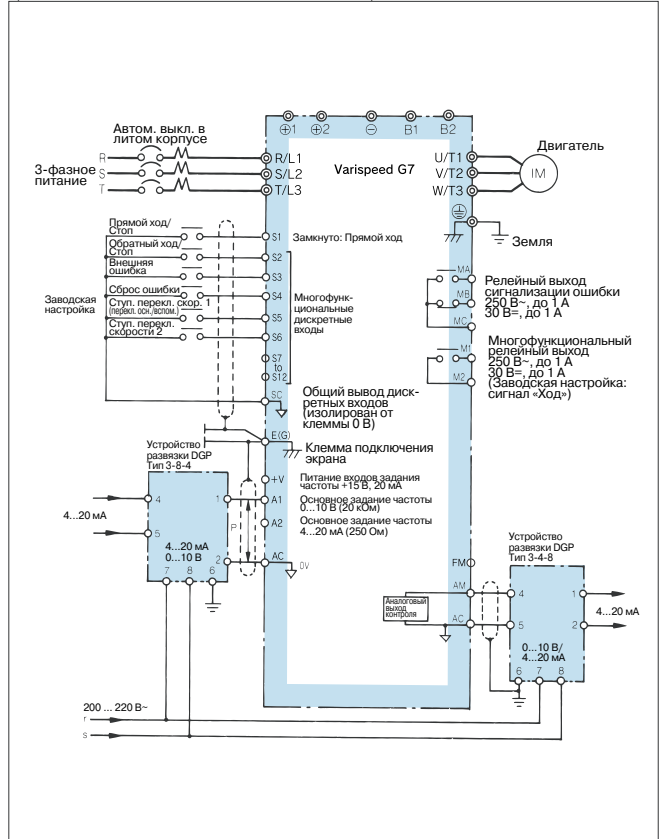 ⊕1 ⊕2 ⊖ B1 B2
Автом. выкл. в
литом корпусе
3-фазное
питание
R
S
T
R/L1
S/L2
T/L3
Varispeed G7
U/T1
V/T2
W/T3
Двигатель
IM
Земля
Прямой ход/
Стоп
Обратный ход/
Стоп
Внешняя
ошибка
Сброс ошибки
Ступ. перекл. скор. 1
(перекл. осн./вспом.)
Ступ. перекл.
скорости 2
Заводская
настройка
S1
S2
S3
S4
S5
S6
S7
to
S12
SC
Замкнуто: Прямой ход
Многофунк-
циональные
дискретные
входы
Общий вывод диск-
ретных входов
(изолирован от
клеммы 0 В)
E(G)
Клемма подключения
экрана
MA
MB
MC
Релейный выход
сигнализации ошибки
250 В~, до 1 А
30 В=, до 1 А
M1
M2
Многофункциональный
релейный выход
250 В~, до 1 А
30 В=, до 1 А
(Заводская настройка:
сигнал «Ход»)
Устройство
развязки DGP
Тип 3-8-4
4...20 мА
4
5
1
2
P
4...20 мА
0...10 В
7 8 6
+V
Питание входов задания
частоты +15 В, 20 мА
A1
Основное задание частоты
0...10 В (20 кОм)
A2
Основное задание частоты
4...20 мА (250 Ом)
AC
0V
FM
AM
AC
Аналоговый
выход
контроля
Устройство
развязки DGP
Тип 3-4-8
4
5
1
2
4...20 мА
0...10 В/
4...20 мА
6 7 8
200 ... 220 В~
r
s